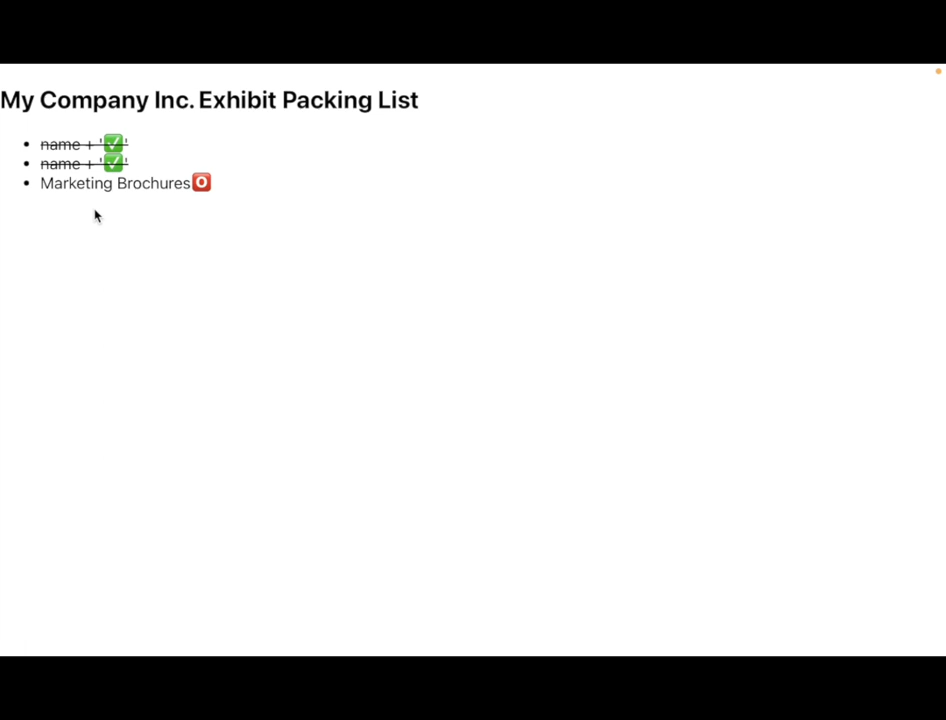 My Company Inc. Exhibit Packing List
• name + '✅'
• name + '✅'
• Marketing Brochures🅾️